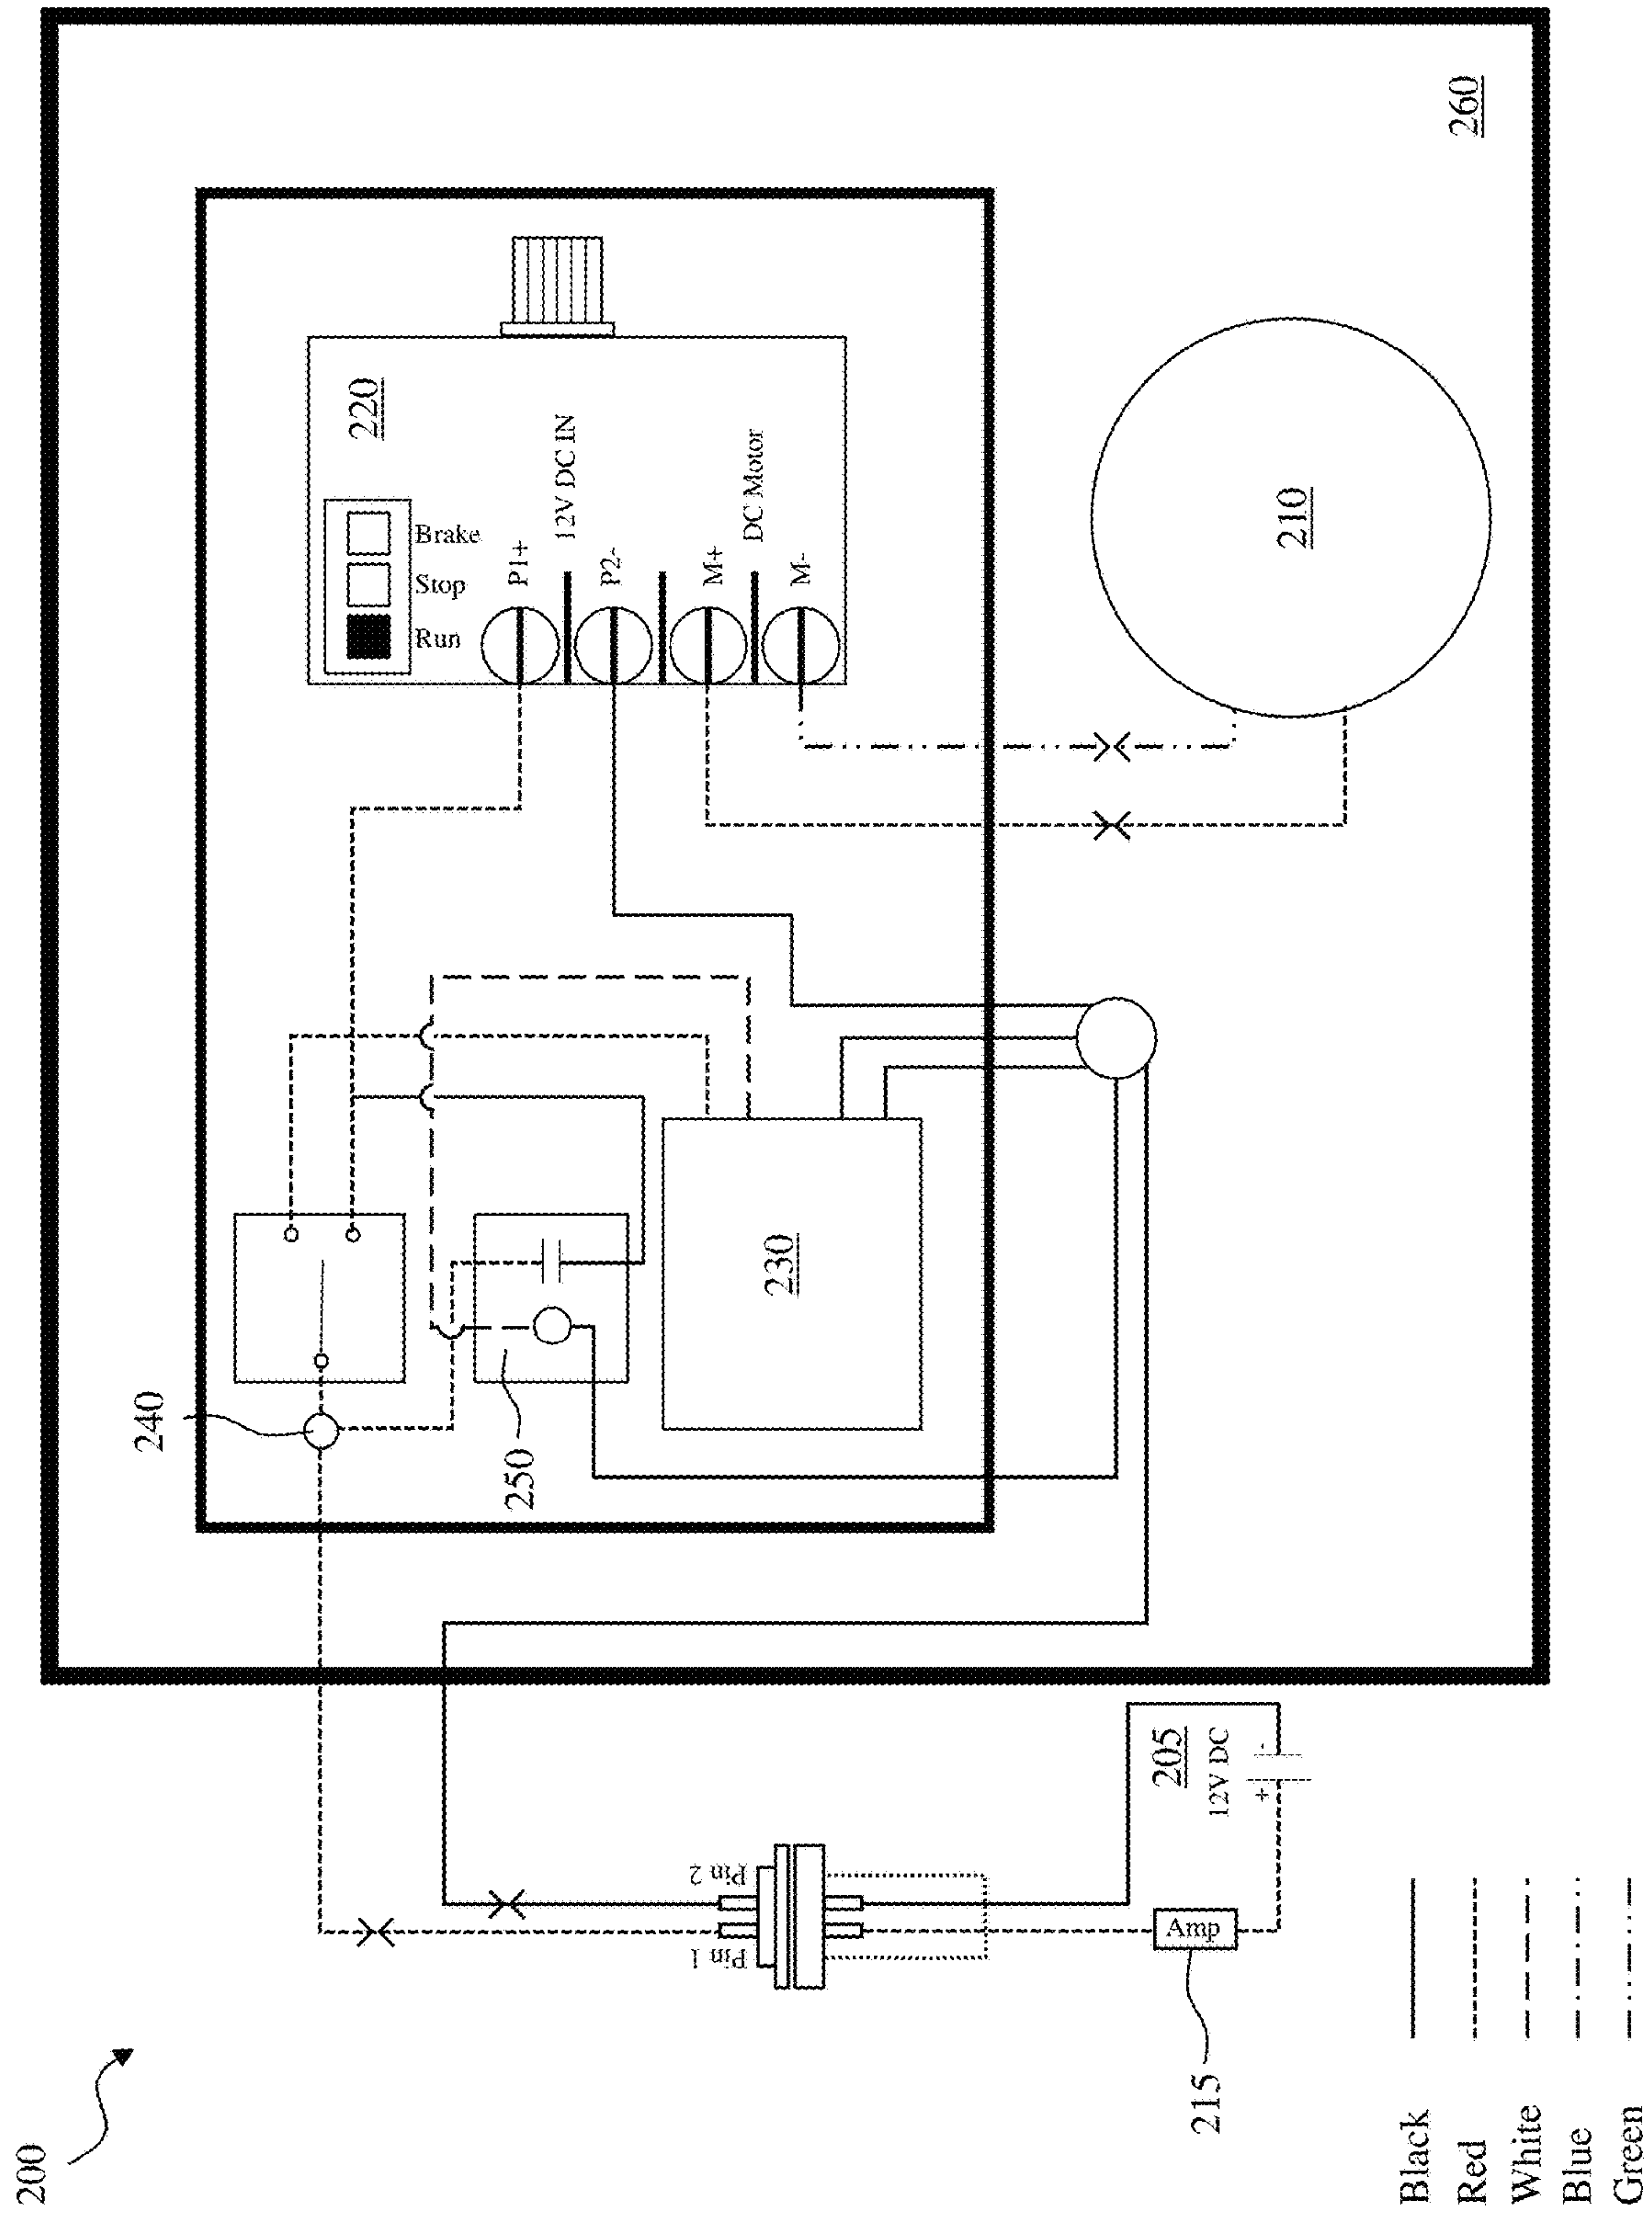 200
240
250
220
Brake
Stop
Run
P1+
12V DC IN
P2-
M+
DC Motor
M-
230
210
260
Pin 2
Pin 1
205
12V DC
+
-
Amp
215
Black
Red
White
Blue
Green